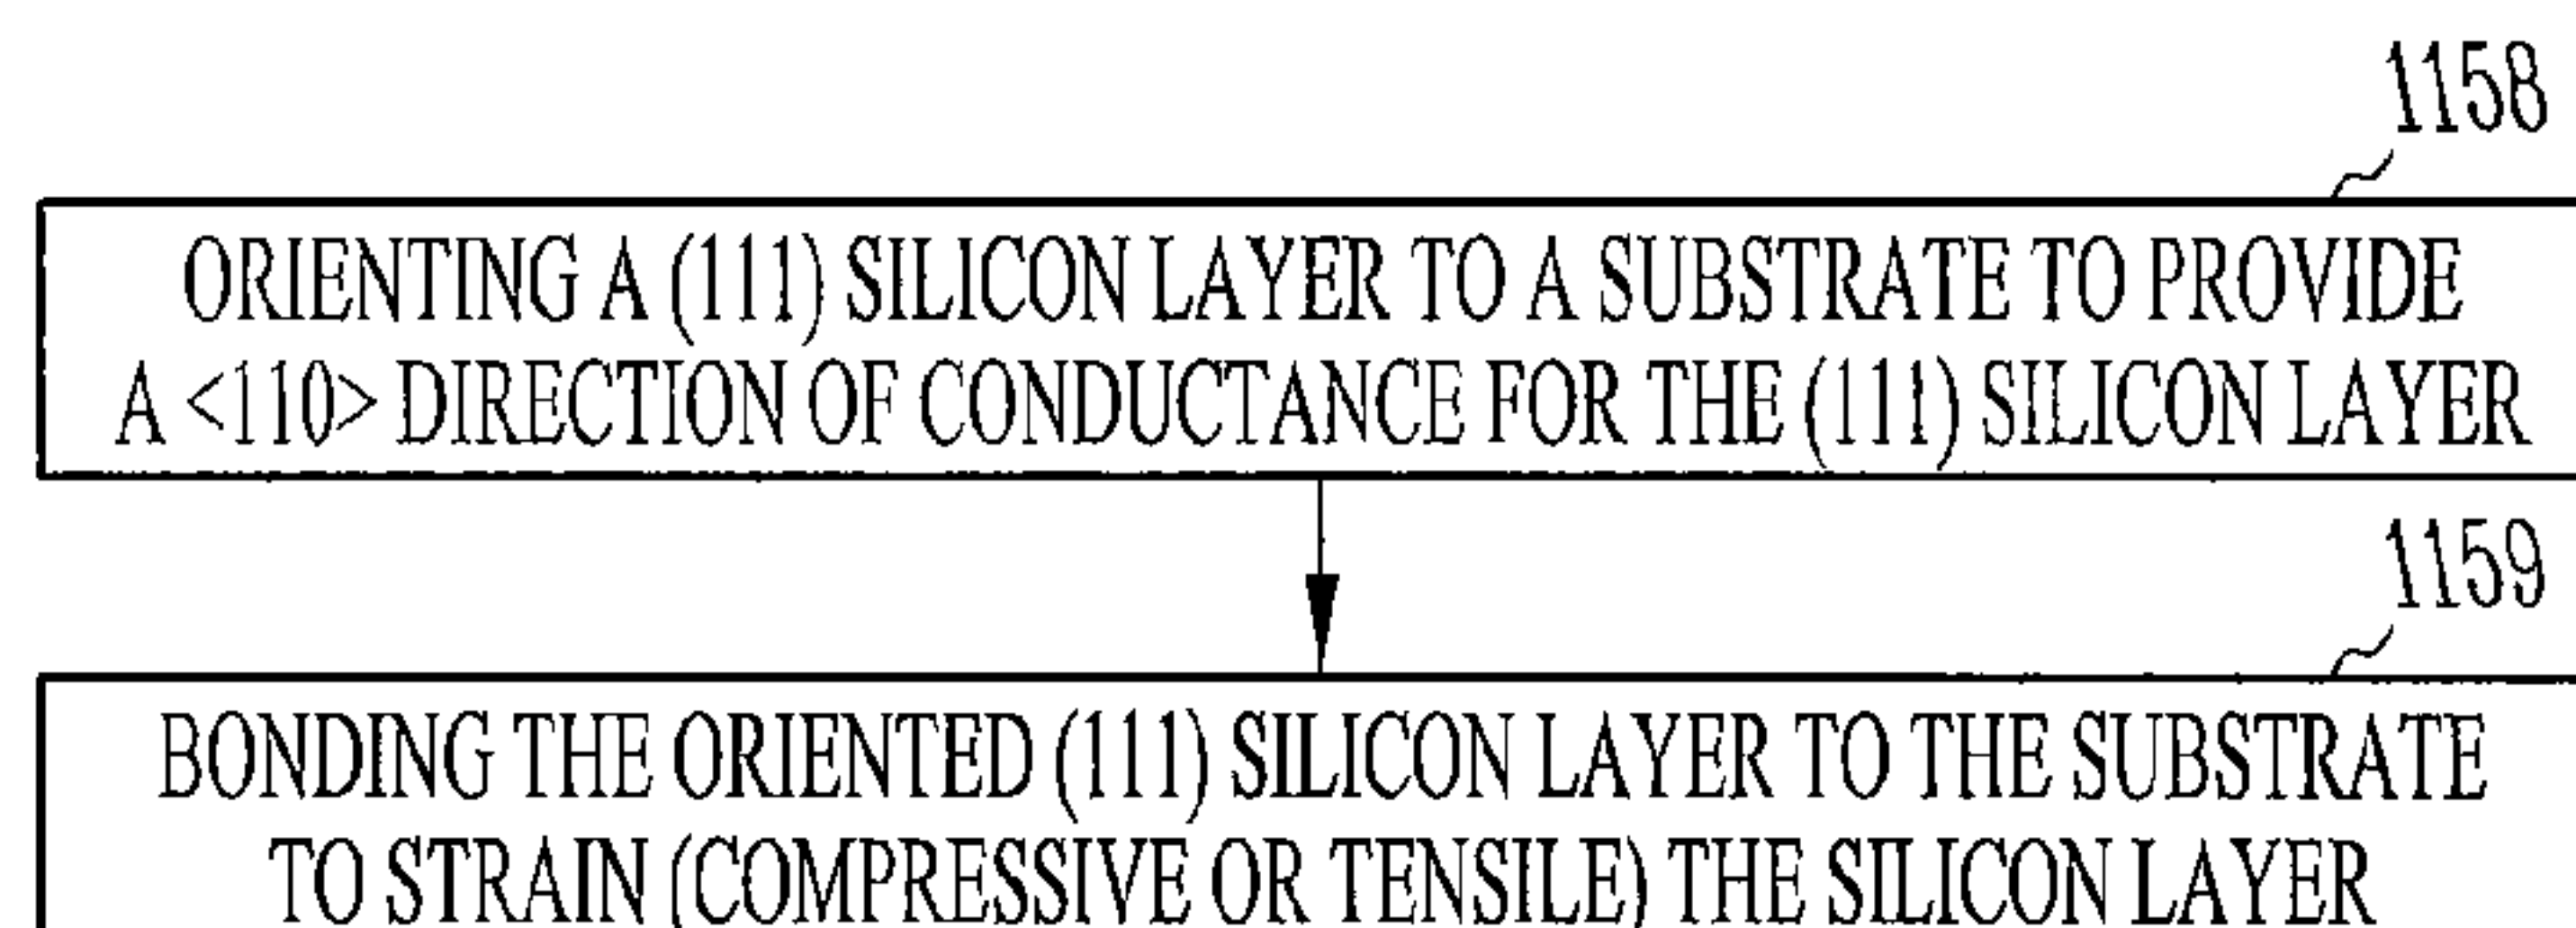 1158
ORIENTING A (111) SILICON LAYER TO A SUBSTRATE TO PROVIDE
A <110> DIRECTION OF CONDUCTANCE FOR THE (111) SILICON LAYER
1159
BONDING THE ORIENTED (111) SILICON LAYER TO THE SUBSTRATE
TO STRAIN (COMPRESSIVE OR TENSILE) THE SILICON LAYER